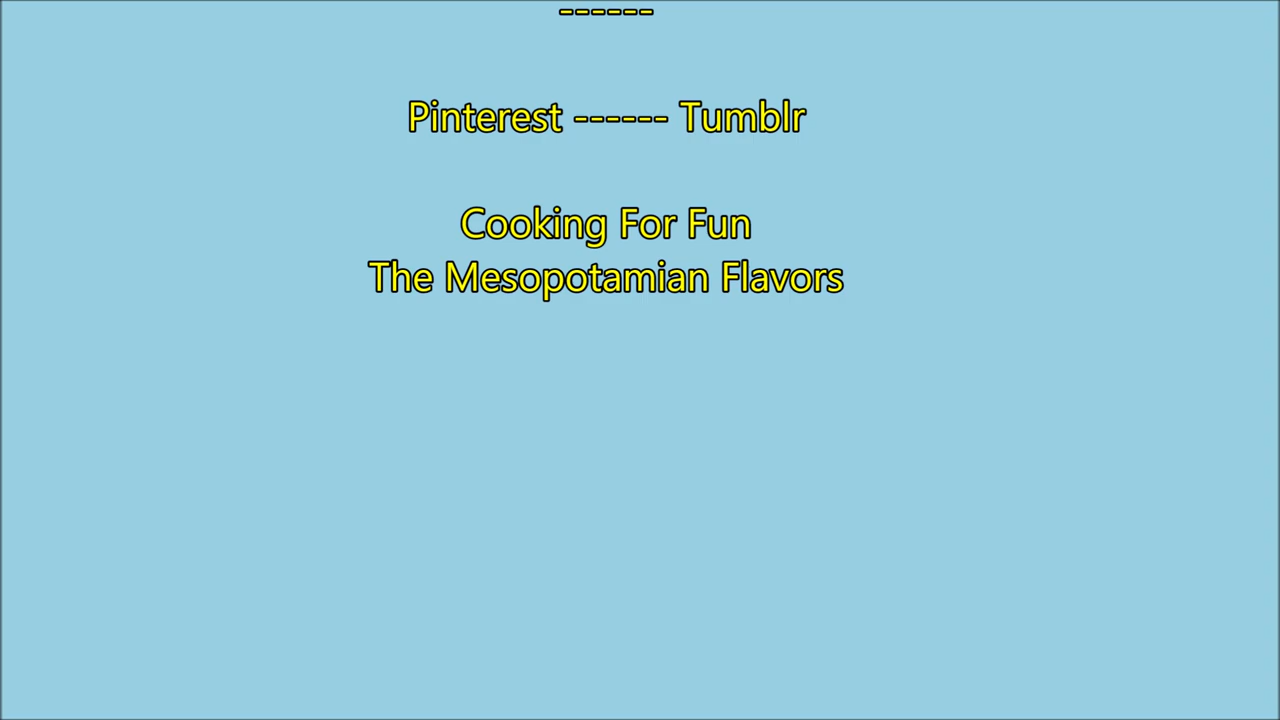 ------
Pinterest ------ Tumblr
Cooking For Fun
The Mesopotamian Flavors